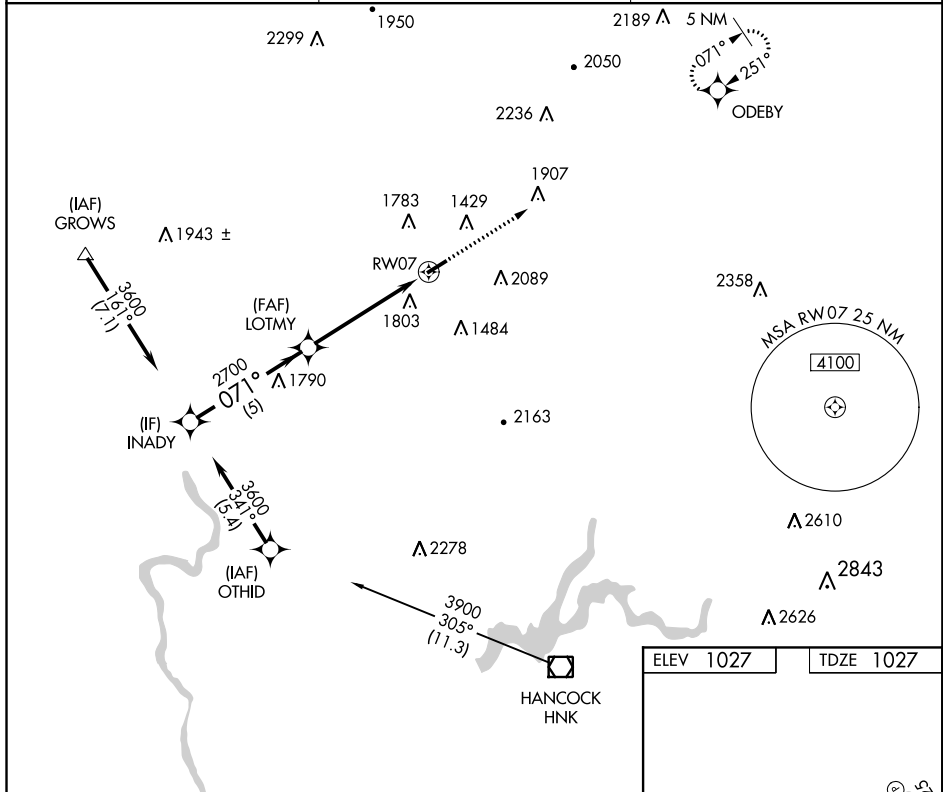 1950
2299
2189
5 NM
071°
251°
2050
ODEBY
2236
1907
(IAF)
GROWS
1783
1429
1943 ±
RW07
2089
3600
161°
(7.1)
2358
(FAF)
LOTMY
1803
1484
MSA RW07 25 NM
4100
2700
071°
(5)
1790
(IF)
INADY
2163
3600
341°
(5.4)
2610
(IAF)
OTHID
2278
2843
3900
305°
(11.3)
2626
HANCOCK
HNK
ELEV 1027
TDZE 1027